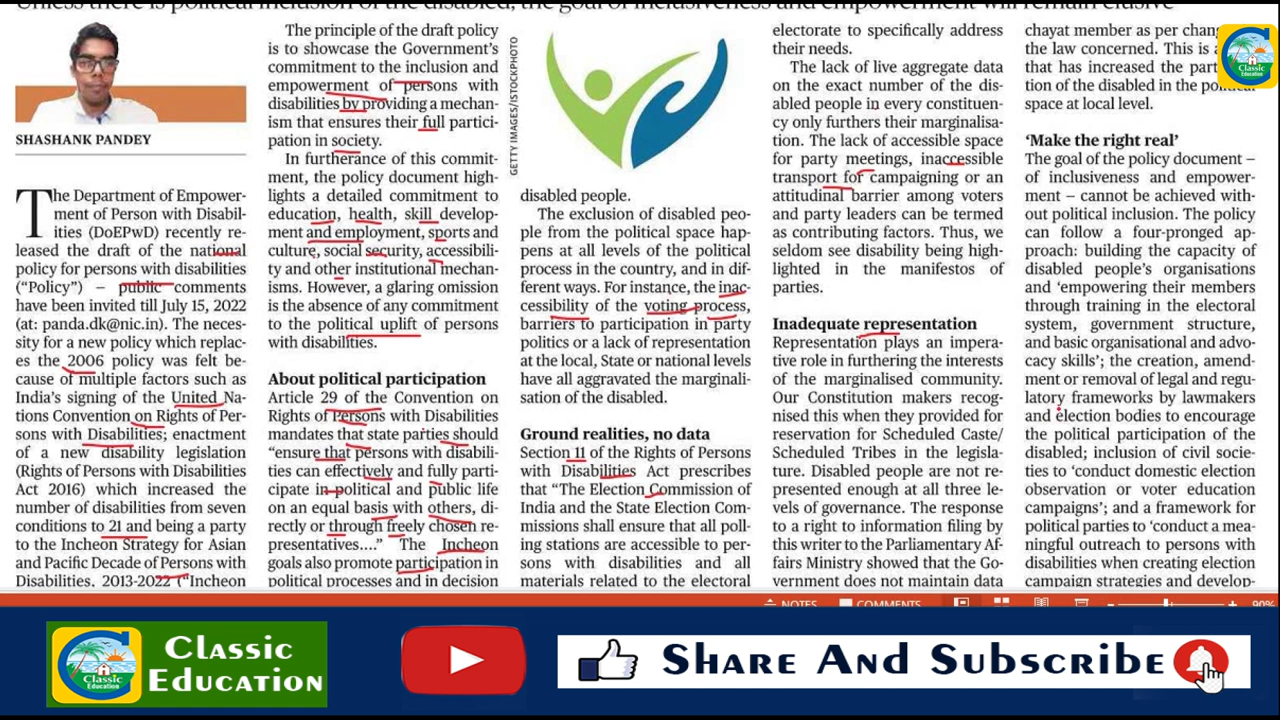 Unless there is political inclusion of the disabled, the goal of inclusiveness and empowerment will remain elusive
SHASHANK PANDEY
The Department of Empower-
ment of Person with Disabil-
ities (DoEPwD) recently re-
leased the draft of the national
policy for persons with disabilities
(“Policy”) – public comments
have been invited till July 15, 2022
(at: panda.dk@nic.in). The neces-
sity for a new policy which replac-
es the 2006 policy was felt be-
cause of multiple factors such as
India’s signing of the United Na-
tions Convention on Rights of Per-
sons with Disabilities; enactment
of a new disability legislation
(Rights of Persons with Disabilities
Act 2016) which increased the
number of disabilities from seven
conditions to 21 and being a party
to the Incheon Strategy for Asian
and Pacific Decade of Persons with
Disabilities, 2013-2022 (“Incheon
The principle of the draft policy
is to showcase the Government’s
commitment to the inclusion and
empowerment of persons with
disabilities by providing a mechan-
ism that ensures their full partici-
pation in society.
In furtherance of this commit-
ment, the policy document high-
lights a detailed commitment to
education, health, skill develop-
ment and employment, sports and
culture, social security, accessibili-
ty and other institutional mechan-
isms. However, a glaring omission
is the absence of any commitment
to the political uplift of persons
with disabilities.
About political participation
Article 29 of the Convention on
Rights of Persons with Disabilities
mandates that state parties should
“ensure that persons with disabili-
ties can effectively and fully parti-
cipate in political and public life
on an equal basis with others, di-
rectly or through freely chosen re-
presentatives....” The Incheon
goals also promote participation in
political processes and in decision
GETTY IMAGES/ISTOCKPHOTO
disabled people.
The exclusion of disabled peo-
ple from the political space hap-
pens at all levels of the political
process in the country, and in dif-
ferent ways. For instance, the inac-
cessibility of the voting process,
barriers to participation in party
politics or a lack of representation
at the local, State or national levels
have all aggravated the marginali-
sation of the disabled.
Ground realities, no data
Section 11 of the Rights of Persons
with Disabilities Act prescribes
that “The Election Commission of
India and the State Election Com-
missions shall ensure that all poll-
ing stations are accessible to per-
sons with disabilities and all
materials related to the electoral
electorate to specifically address
their needs.
The lack of live aggregate data
on the exact number of the dis-
abled people in every constituen-
cy only furthers their marginalisa-
tion. The lack of accessible space
for party meetings, inaccessible
transport for campaigning or an
attitudinal barrier among voters
and party leaders can be termed
as contributing factors. Thus, we
seldom see disability being high-
lighted in the manifestos of
parties.
Inadequate representation
Representation plays an impera-
tive role in furthering the interests
of the marginalised community.
Our Constitution makers recog-
nised this when they provided for
reservation for Scheduled Caste/
Scheduled Tribes in the legisla-
ture. Disabled people are not re-
presented enough at all three le-
vels of governance. The response
to a right to information filing by
this writer to the Parliamentary Af-
fairs Ministry showed that the Go-
vernment does not maintain data
chayat member as per chan
the law concerned. This is a
that has increased the part
tion of the disabled in the political
space at local level.
‘Make the right real’
The goal of the policy document –
of inclusiveness and empower-
ment – cannot be achieved with-
out political inclusion. The policy
can follow a four-pronged ap-
proach: building the capacity of
disabled people’s organisations
and ‘empowering their members
through training in the electoral
system, government structure,
and basic organisational and advo-
cacy skills’; the creation, amend-
ment or removal of legal and regu-
latory frameworks by lawmakers
and election bodies to encourage
the political participation of the
disabled; inclusion of civil socie-
ties to ‘conduct domestic election
observation or voter education
campaigns’; and a framework for
political parties to ‘conduct a mea-
ningful outreach to persons with
disabilities when creating election
campaign strategies and develop-
Classic
Education
NOTES COMMENTS 90%
Classic
Education
Classic
Education
Share And Subscribe